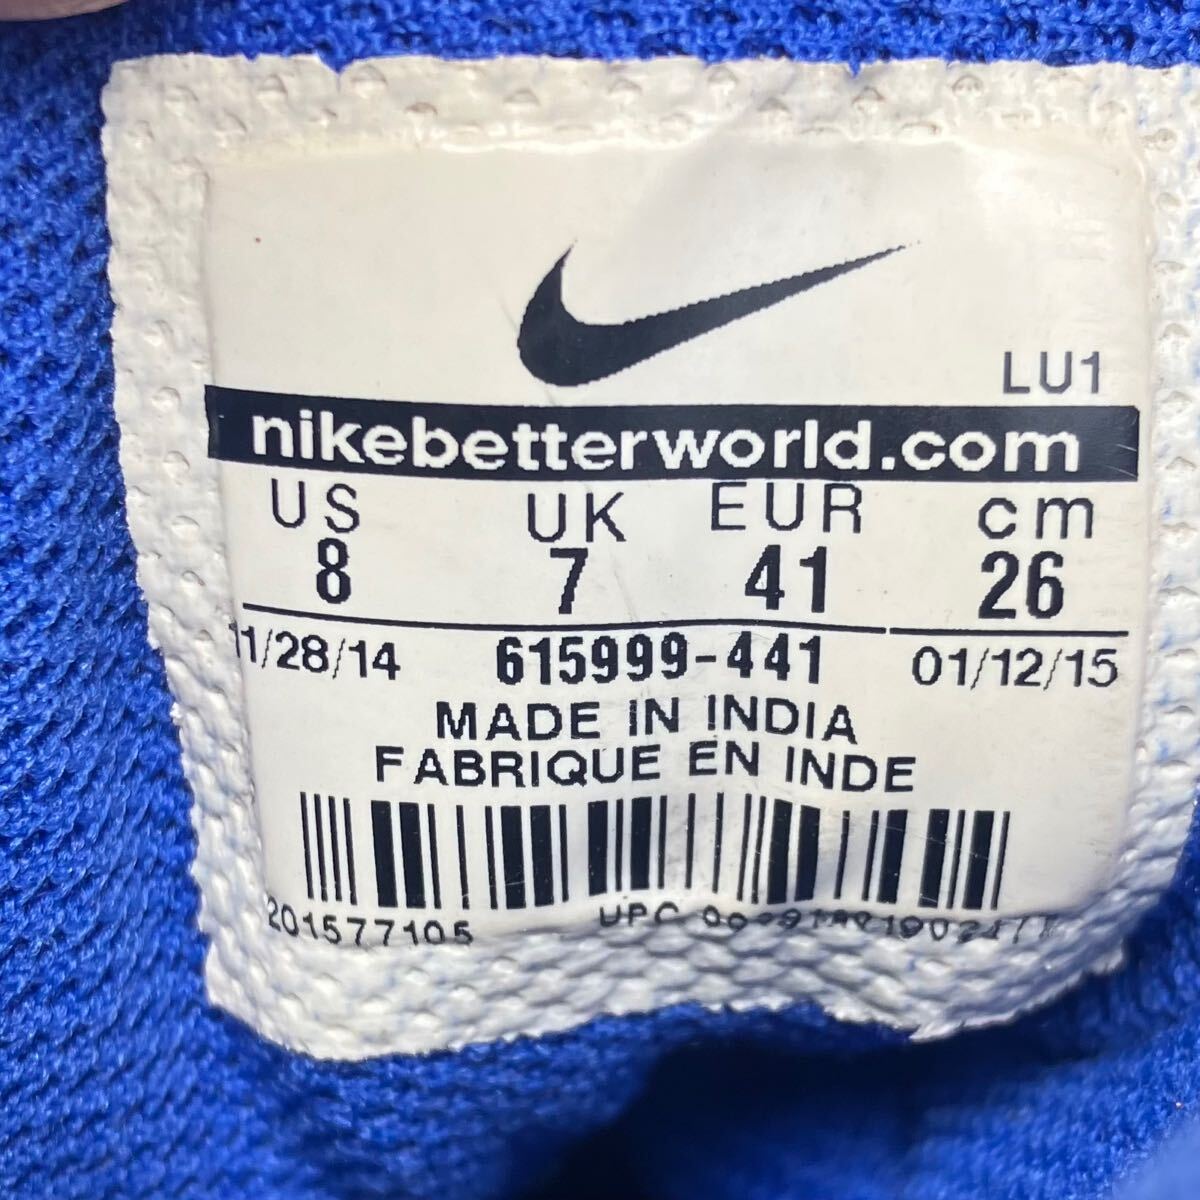 LU1
nikebetterworld.com
US UK EUR cm
8 7 41 26
11/28/14 615999-441 01/12/15
MADE IN INDIA
FABRIQUE EN INDE
201577105 UPC